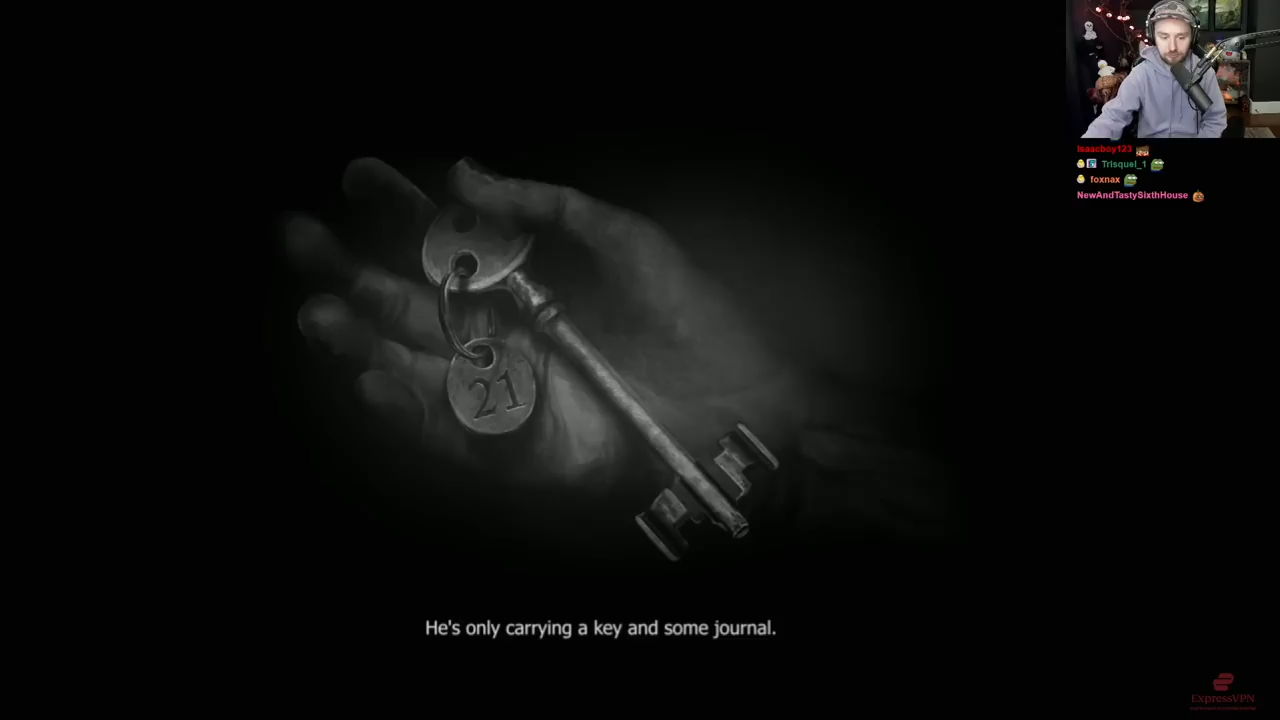 Isaacboy123
Trisquel_1
foxnax
NewAndTastySixthHouse
21
He's only carrying a key and some journal.
ExpressVPN